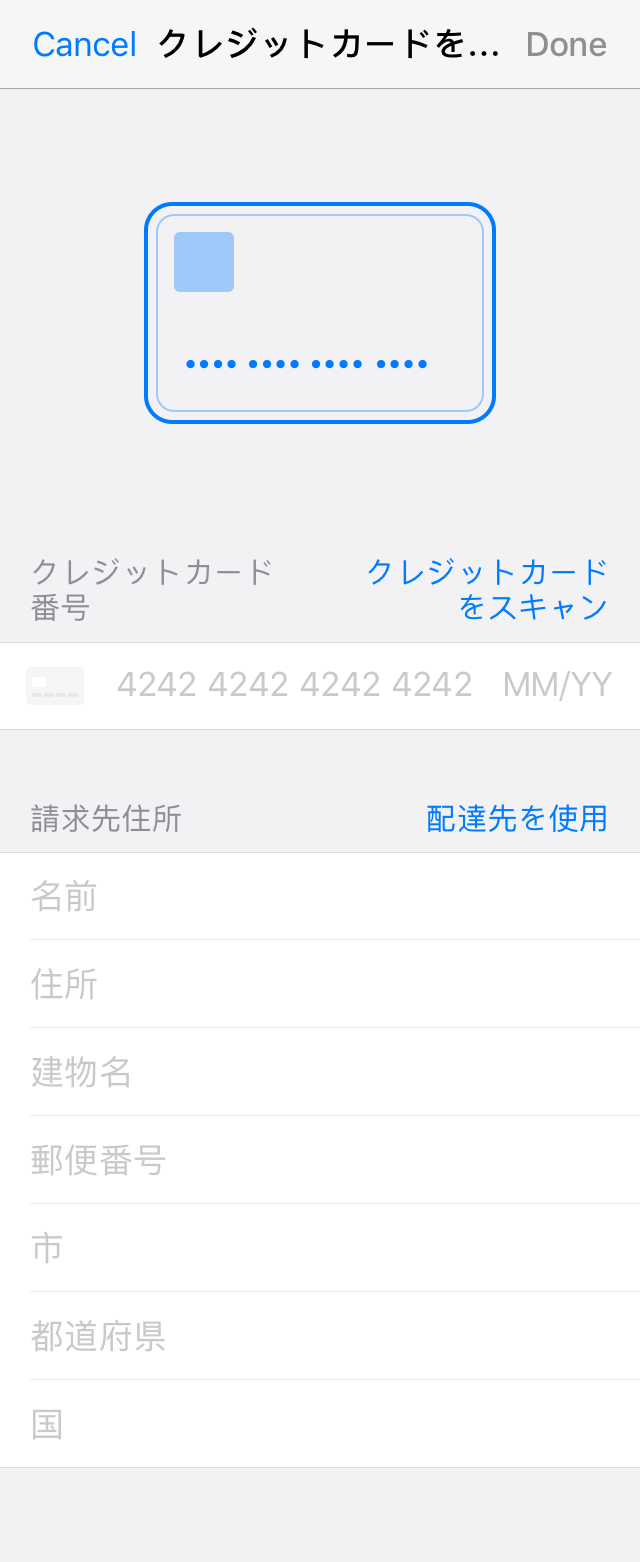 Cancel クレジットカードを... Done
クレジットカード
番号
クレジットカード
をスキャン
4242 4242 4242 4242 MM/YY
請求先住所 配達先を使用
名前
住所
建物名
郵便番号
市
都道府県
国